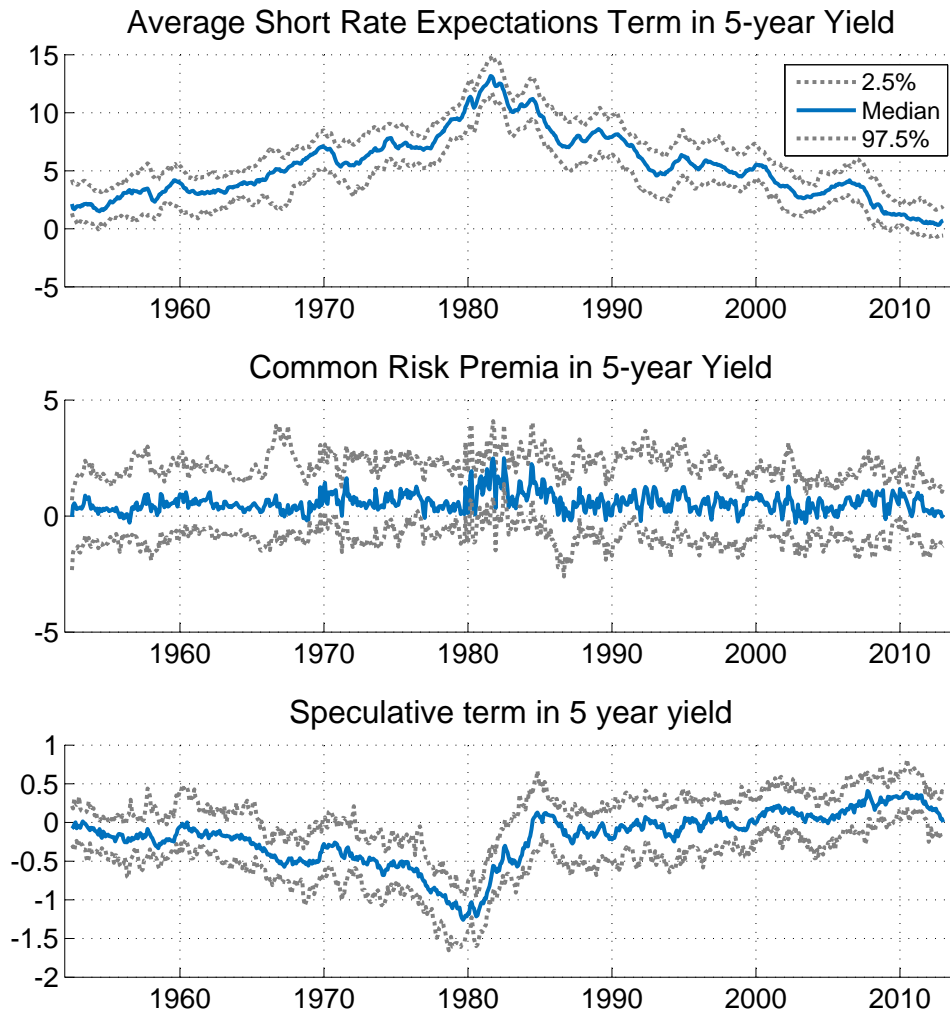 Average Short Rate Expectations Term in 5-year Yield
15
10
5
0
-5
2.5%
Median
97.5%
1960 1970 1980 1990 2000 2010
Common Risk Premia in 5-year Yield
5
0
-5
1960 1970 1980 1990 2000 2010
Speculative term in 5 year yield
1
0.5
0
-0.5
-1
-1.5
-2
1960 1970 1980 1990 2000 2010